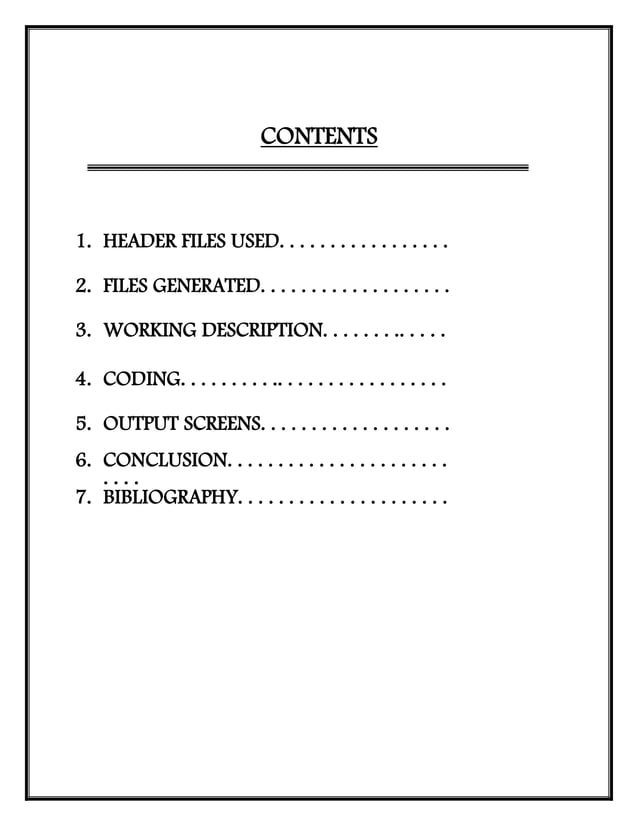 CONTENTS
1. HEADER FILES USED. . . . . . . . . . . . . . . . .
2. FILES GENERATED. . . . . . . . . . . . . . . . . . .
3. WORKING DESCRIPTION. . . . . . . .. . . . .
4. CODING. . . . . . . . . .. . . . . . . . . . . . . . . . .
5. OUTPUT SCREENS. . . . . . . . . . . . . . . . . . .
6. CONCLUSION. . . . . . . . . . . . . . . . . . . . . .
. . . .
7. BIBLIOGRAPHY. . . . . . . . . . . . . . . . . . . . .